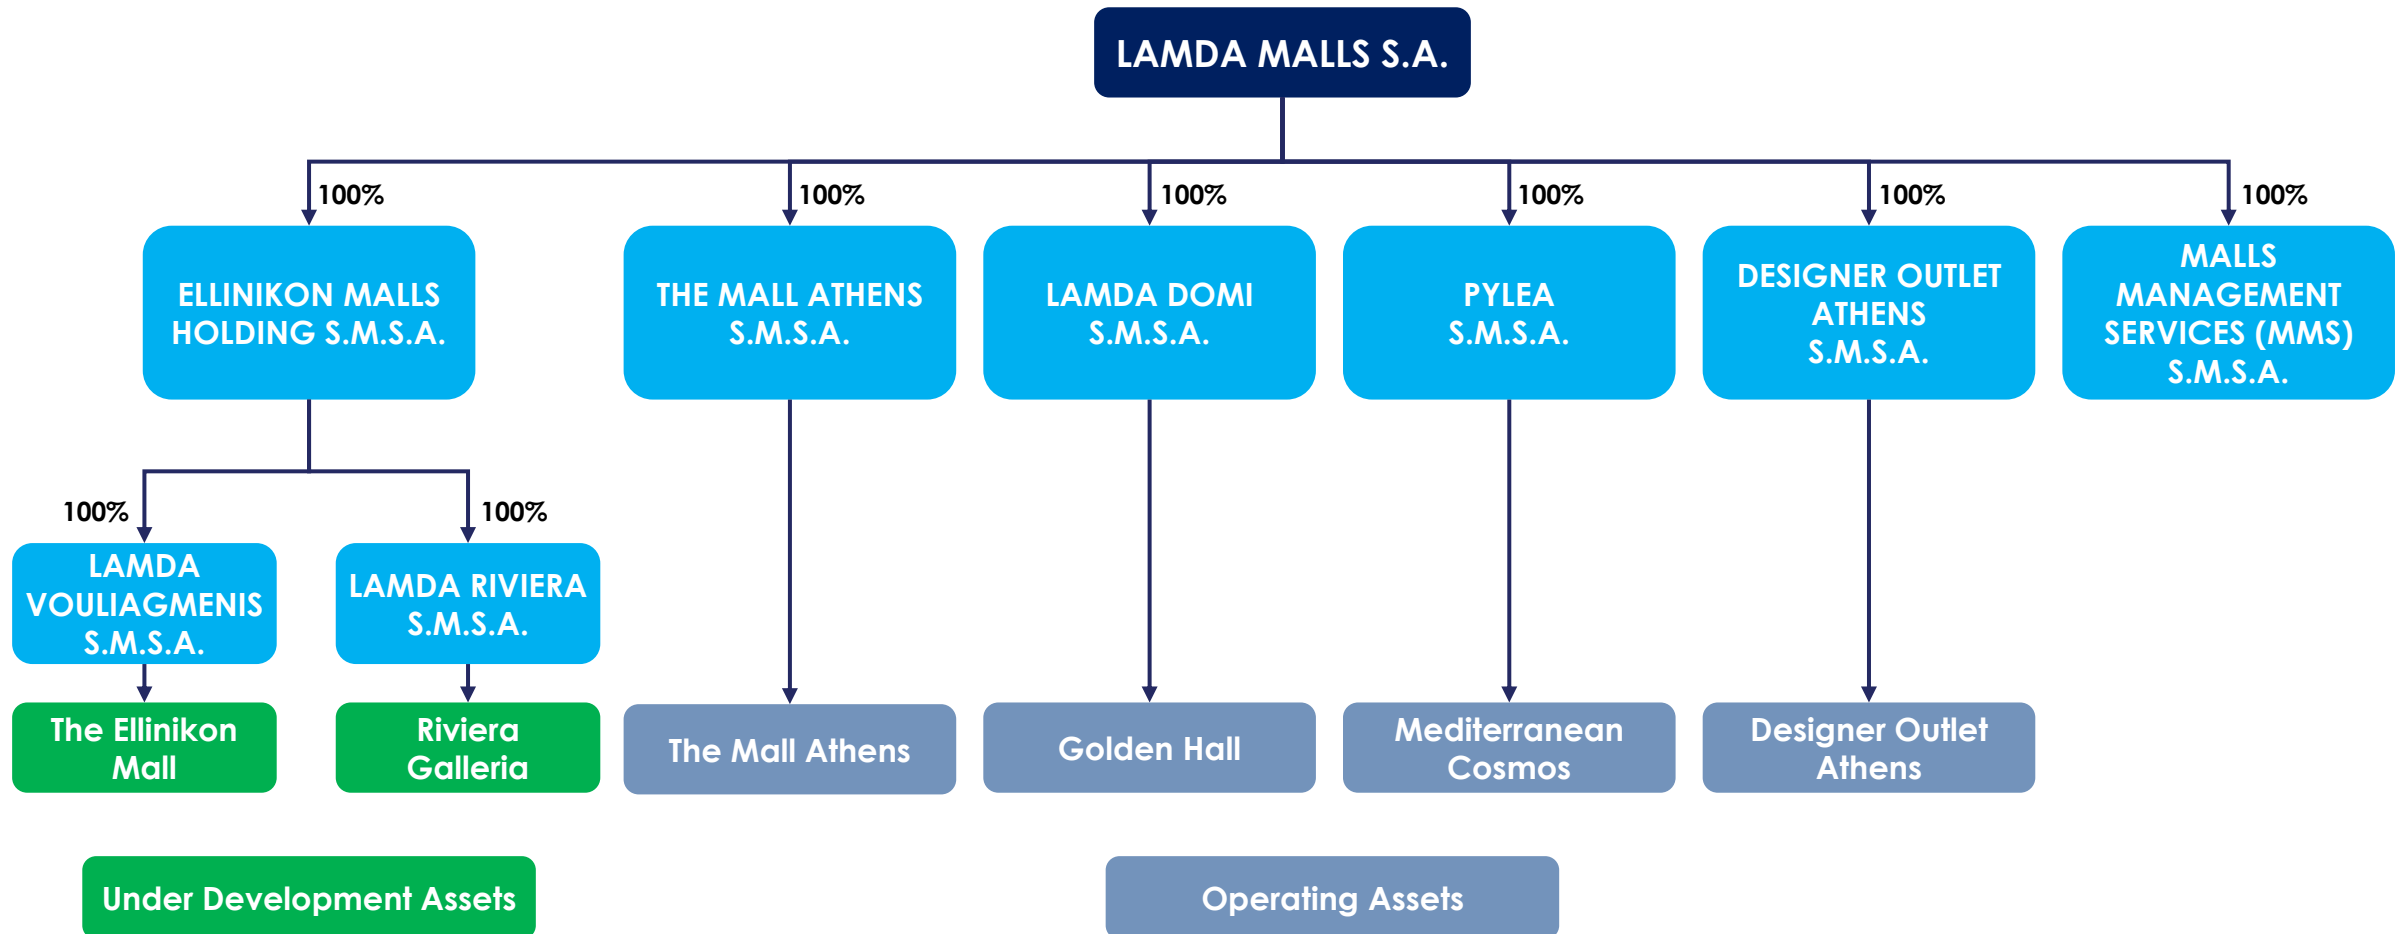 LAMDA MALLS S.A.
100%
100%
100%
100%
100%
100%
ELLINIKON MALLS
HOLDING S.M.S.A.
THE MALL ATHENS
S.M.S.A.
LAMDA DOMI
S.M.S.A.
PYLEA
S.M.S.A.
DESIGNER OUTLET
ATHENS
S.M.S.A.
MALLS
MANAGEMENT
SERVICES (MMS)
S.M.S.A.
100%
100%
LAMDA
VOULIAGMENIS
S.M.S.A.
LAMDA RIVIERA
S.M.S.A.
The Ellinikon
Mall
Riviera
Galleria
The Mall Athens
Golden Hall
Mediterranean
Cosmos
Designer Outlet
Athens
Under Development Assets
Operating Assets